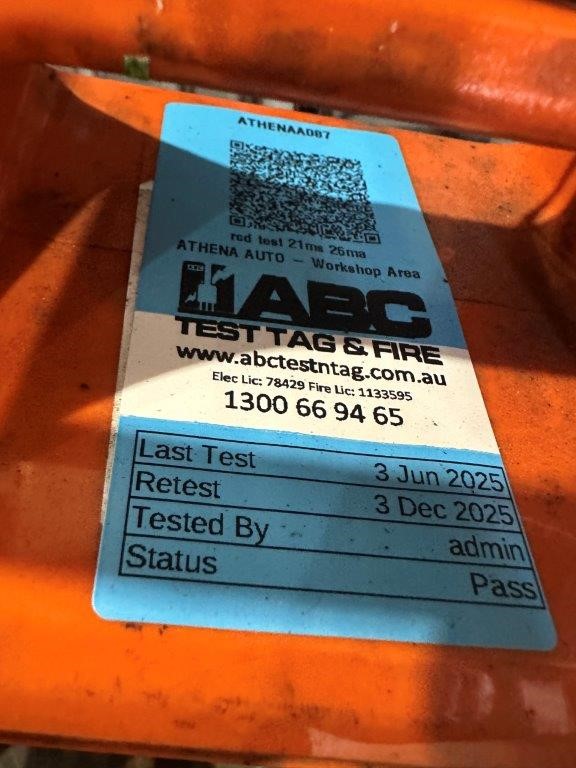 ATHENAA087
rcd test 21ms 26ma
ATHENA AUTO – Workshop Area
ABC
ABC
TEST TAG & FIRE
www.abctestntag.com.au
Elec Lic: 78429 Fire Lic: 1133595
1300 66 94 65
Last Test 3 Jun 2025
Retest 3 Dec 2025
Tested By admin
Status Pass